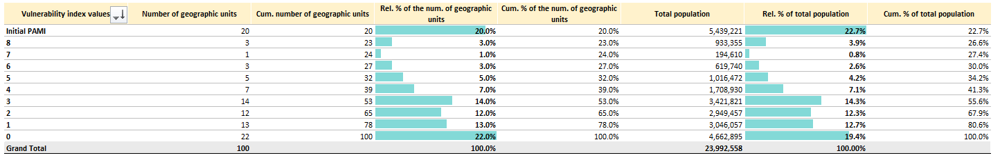 Vulnerability index values Number of geographic units Cum. number of geographic units Rel. % of the num. of geographic units Cum. % of the num. of geographic units Total population Rel. % of total population Cum. % of total population
Initial PAMI 20 20 20.0% 20.0% 5,439,221 22.7% 22.7%
8 3 23 3.0% 23.0% 933,355 3.9% 26.6%
7 1 24 1.0% 24.0% 194,610 0.8% 27.4%
6 3 27 3.0% 27.0% 619,740 2.6% 30.0%
5 5 32 5.0% 32.0% 1,016,472 4.2% 34.2%
4 7 39 7.0% 39.0% 1,708,930 7.1% 41.3%
3 14 53 14.0% 53.0% 3,421,821 14.3% 55.6%
2 12 65 12.0% 65.0% 2,949,457 12.3% 67.9%
1 13 78 13.0% 78.0% 3,046,057 12.7% 80.6%
0 22 100 22.0% 100.0% 4,662,895 19.4% 100.0%
Grand Total 100 100.0% 23,992,558 100.00%